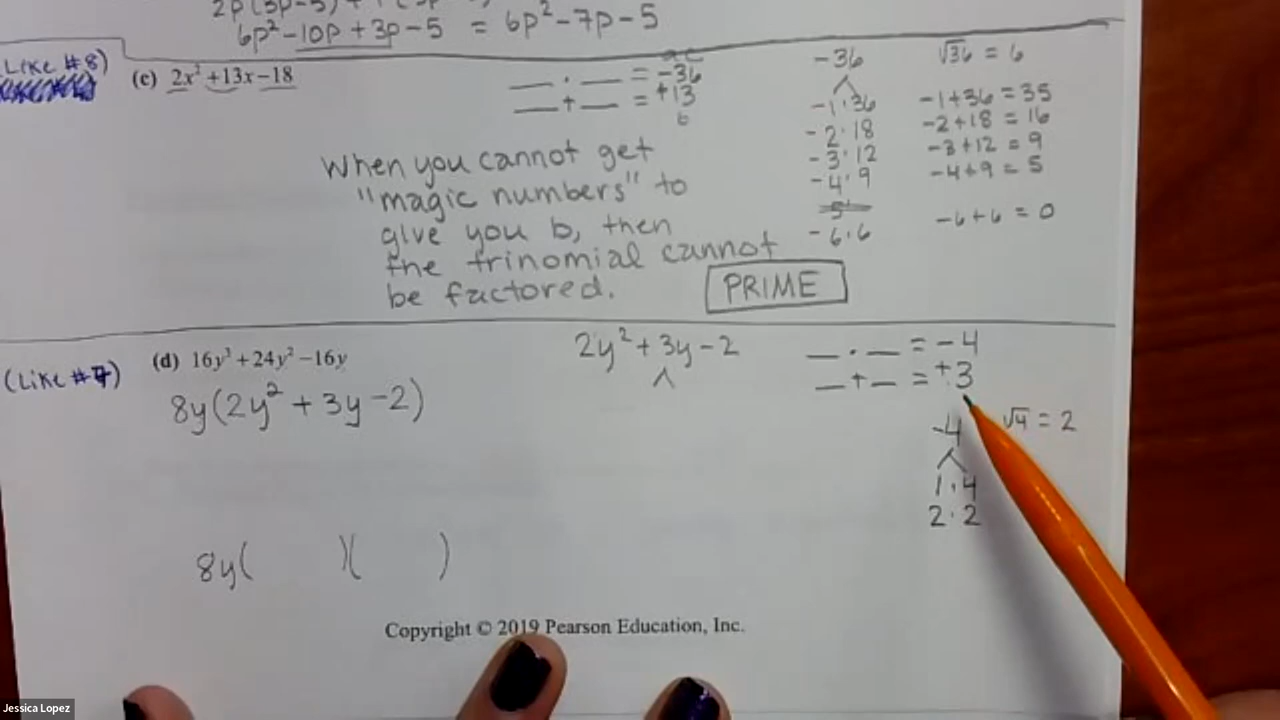 2p(3p-5)+1(3p
6p²-10p+3p-5 = 6p²-7p-5
(Like #8)
(c) 2x²+13x-18
__ · __ = -36
ac
__ + __ = +13
b
When you cannot get
"magic numbers" to
give you b, then
the trinomial cannot
be factored.
PRIME
-36
√36 = 6
-1·36
-1+36 = 35
-2·18
-2+18 = 16
-3·12
-3+12 = 9
-4·9
-4+9 = 5
5
-6·6
-6+6 = 0
(Like #7)
(d) 16y³+24y²-16y
2y²+3y-2
__ · __ = -4
__ + __ = +3
8y(2y²+3y-2)
-4
√4 = 2
1·4
2·2
8y(     )(     )
Copyright © 2019 Pearson Education, Inc.
Jessica Lopez